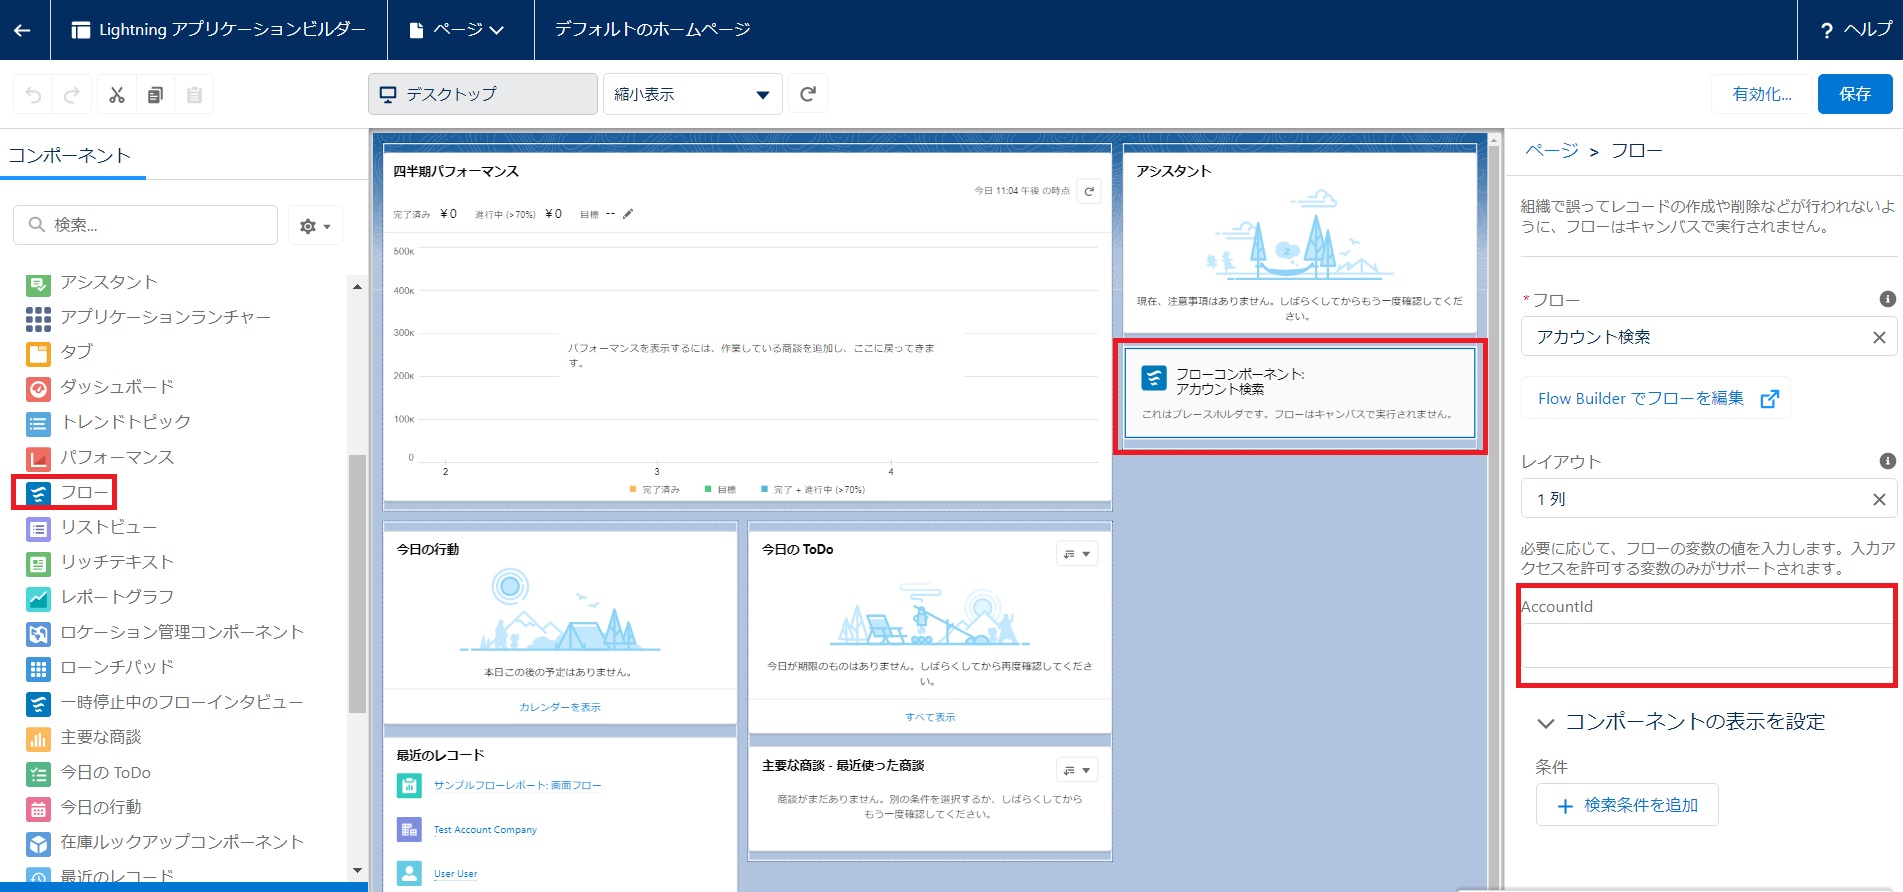 Lightning アプリケーションビルダー
ページ
デフォルトのホームページ
? ヘルプ
デスクトップ
縮小表示
有効化...
保存
コンポーネント
検索...
アシスタント
アプリケーションランチャー
タブ
ダッシュボード
トレンドトピック
パフォーマンス
フロー
リストビュー
リッチテキスト
レポートグラフ
ロケーション管理コンポーネント
ローンチパッド
一時停止中のフローインタビュー
主要な商談
今日の ToDo
今日の行動
在庫ルックアップコンポーネント
最近のレコード
四半期パフォーマンス
今日 11:04 午後 の時点
完了済み ¥0 進行中 (>70%) ¥0 目標 --
500K
400K
300K
200K
100K
0
パフォーマンスを表示するには、作業している商談を追加し、ここに戻ってきま
す。
2 3 4
完了済み 目標 完了 + 進行中 (>70%)
アシスタント
現在、注意事項はありません。しばらくしてからもう一度確認してくだ
さい。
フローコンポーネント:
アカウント検索
これはプレースホルダです。フローはキャンバスで実行されません。
今日の行動
本日この後の予定はありません。
カレンダーを表示
今日の ToDo
今日が期限のものはありません。しばらくしてから再度確認してくださ
い。
すべて表示
最近のレコード
サンプルフローレポート: 画面フロー
Test Account Company
User User
主要な商談 - 最近使った商談
商談がまだありません。別の条件を選択するか、しばらくしてから
もう一度確認してください。
ページ > フロー
組織で誤ってレコードの作成や削除などが行われないよ
うに、フローはキャンバスで実行されません。
*フロー
アカウント検索
Flow Builder でフローを編集
レイアウト
1 列
必要に応じて、フローの変数の値を入力します。入力ア
クセスを許可する変数のみがサポートされます。
AccountId
コンポーネントの表示を設定
条件
+ 検索条件を追加